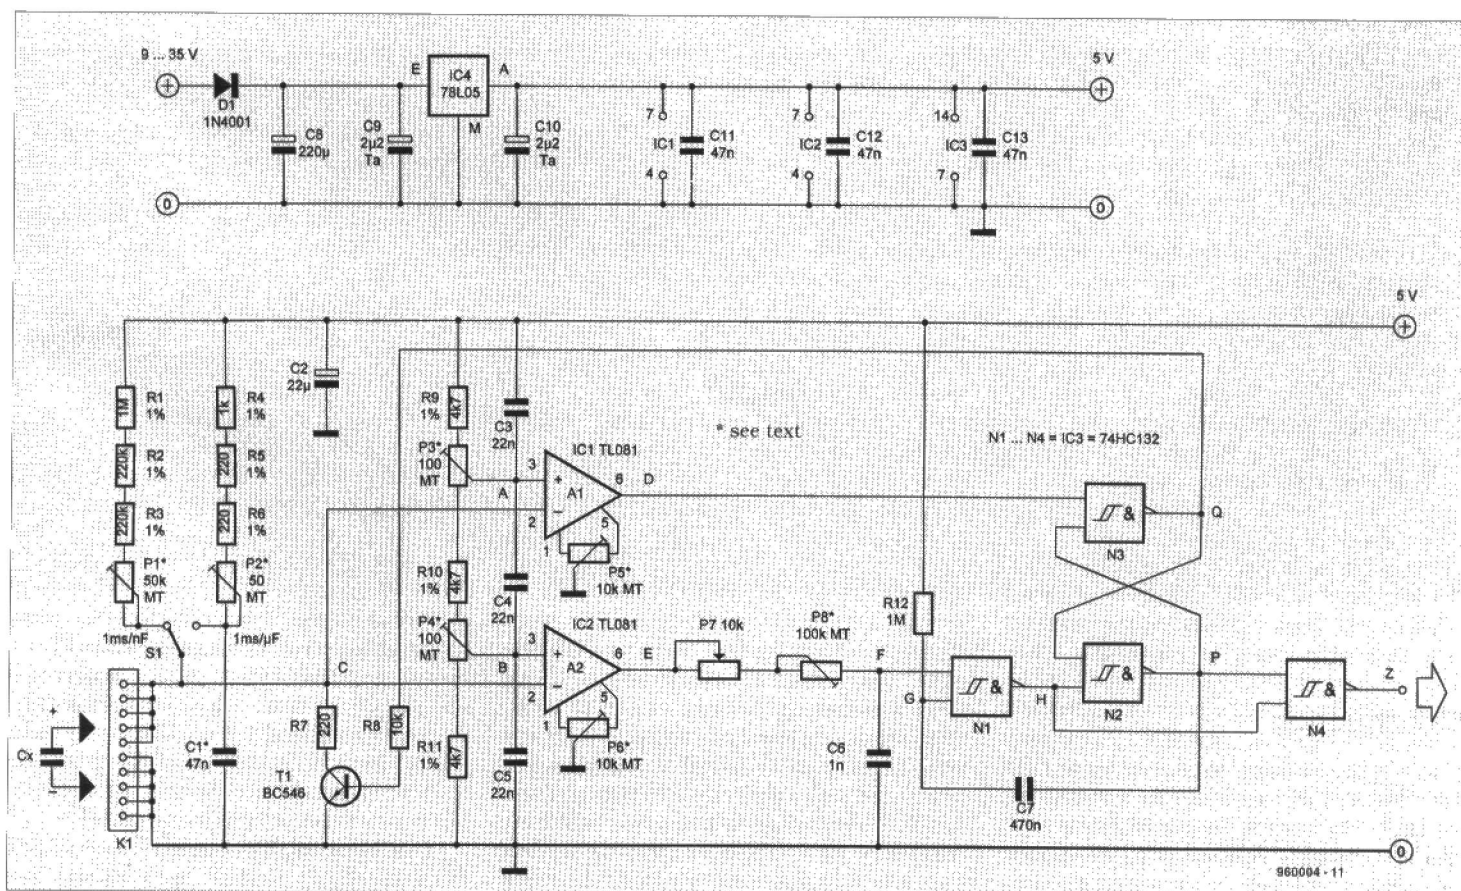 9 ... 35 V
5 V
+
+
D1
1N4001
C8
220µ
C9
2µ2
Ta
E
IC4
78L05
A
M
C10
2µ2
Ta
7
IC1
4
C11
47n
7
IC2
4
C12
47n
14
IC3
7
C13
47n
0
0
5 V
+
R1
1%
1M
R2
1%
220k
R3
1%
220k
P1*
50k
MT
R4
1%
1k
R5
1%
220
R6
1%
220
P2*
50
MT
1ms/nF
S1
1ms/µF
C2
22µ
R9
1%
4k7
P3*
100
MT
R10
1%
4k7
P4*
100
MT
R11
1%
4k7
C3
22n
C4
22n
C5
22n
A
B
C
IC1 TL081
3
+
A1
−
2
6
D
5
1
P5*
10k MT
IC2 TL081
3
+
A2
−
2
6
E
5
1
P6*
10k MT
* see text
N1 ... N4 = IC3 = 74HC132
P7 10k
P8*
100k MT
F
R12
1M
G
&
N1
H
&
N2
&
N3
Q
P
&
N4
Z
C6
1n
C7
470n
R7
220
R8
10k
T1
BC546
C1*
47n
Cx
+
−
K1
0
960004 - 11